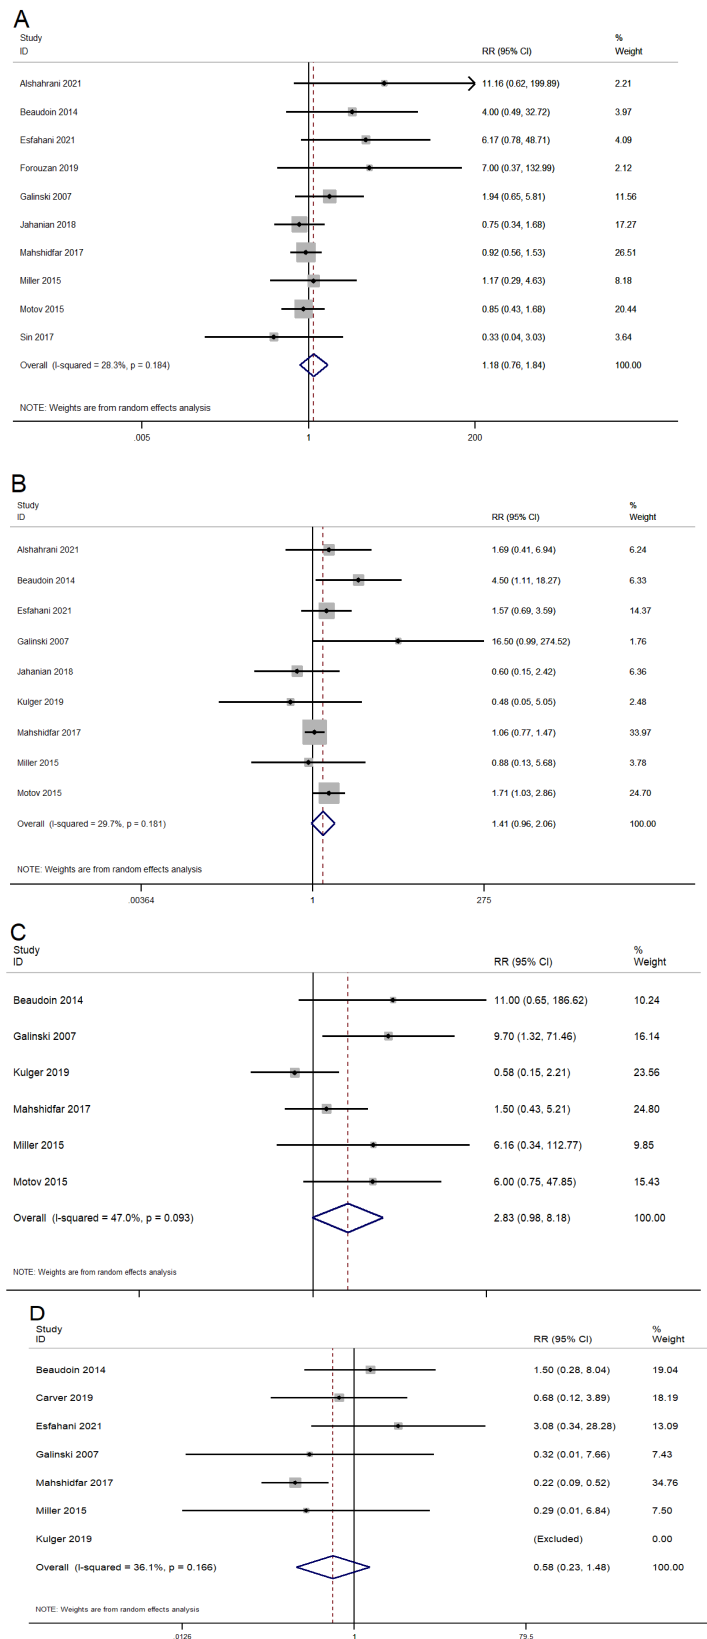 A
Study %
ID RR (95% CI) Weight
Alshahrani 2021 11.16 (0.62, 199.89) 2.21
Beaudoin 2014 4.00 (0.49, 32.72) 3.97
Esfahani 2021 6.17 (0.78, 48.71) 4.09
Forouzan 2019 7.00 (0.37, 132.99) 2.12
Galinski 2007 1.94 (0.65, 5.81) 11.56
Jahanian 2018 0.75 (0.34, 1.68) 17.27
Mahshidfar 2017 0.92 (0.56, 1.53) 26.51
Miller 2015 1.17 (0.29, 4.63) 8.18
Motov 2015 0.85 (0.43, 1.68) 20.44
Sin 2017 0.33 (0.04, 3.03) 3.64
Overall (I-squared = 28.3%, p = 0.184) 1.18 (0.76, 1.84) 100.00
NOTE: Weights are from random effects analysis
.005 1 200
B
Study %
ID RR (95% CI) Weight
Alshahrani 2021 1.69 (0.41, 6.94) 6.24
Beaudoin 2014 4.50 (1.11, 18.27) 6.33
Esfahani 2021 1.57 (0.69, 3.59) 14.37
Galinski 2007 16.50 (0.99, 274.52) 1.76
Jahanian 2018 0.60 (0.15, 2.42) 6.36
Kulger 2019 0.48 (0.05, 5.05) 2.48
Mahshidfar 2017 1.06 (0.77, 1.47) 33.97
Miller 2015 0.88 (0.13, 5.68) 3.78
Motov 2015 1.71 (1.03, 2.86) 24.70
Overall (I-squared = 29.7%, p = 0.181) 1.41 (0.96, 2.06) 100.00
NOTE: Weights are from random effects analysis
.00364 1 275
C
Study %
ID RR (95% CI) Weight
Beaudoin 2014 11.00 (0.65, 186.62) 10.24
Galinski 2007 9.70 (1.32, 71.46) 16.14
Kulger 2019 0.58 (0.15, 2.21) 23.56
Mahshidfar 2017 1.50 (0.43, 5.21) 24.80
Miller 2015 6.16 (0.34, 112.77) 9.85
Motov 2015 6.00 (0.75, 47.85) 15.43
Overall (I-squared = 47.0%, p = 0.093) 2.83 (0.98, 8.18) 100.00
NOTE: Weights are from random effects analysis
D
Study %
ID RR (95% CI) Weight
Beaudoin 2014 1.50 (0.28, 8.04) 19.04
Carver 2019 0.68 (0.12, 3.89) 18.19
Esfahani 2021 3.08 (0.34, 28.28) 13.09
Galinski 2007 0.32 (0.01, 7.66) 7.43
Mahshidfar 2017 0.22 (0.09, 0.52) 34.76
Miller 2015 0.29 (0.01, 6.84) 7.50
Kulger 2019 (Excluded) 0.00
Overall (I-squared = 36.1%, p = 0.166) 0.58 (0.23, 1.48) 100.00
NOTE: Weights are from random effects analysis
.0126 1 79.5